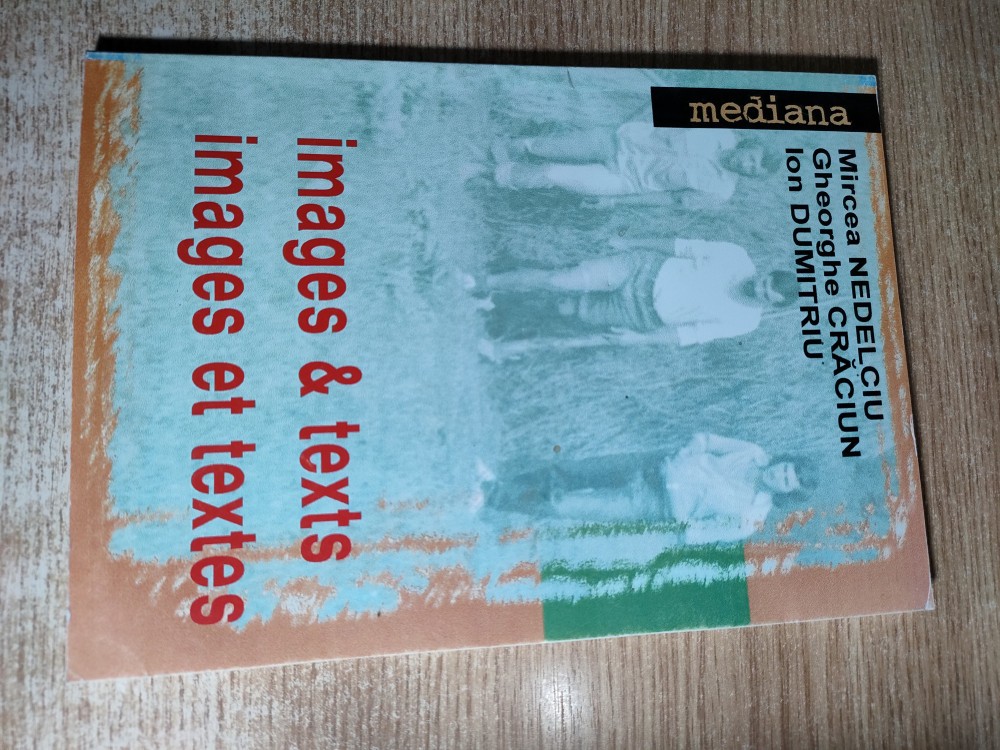 mediana
Mircea NEDELCIU
Gheorghe CRĂCIUN
Ion DUMITRIU
images & texts
images et textes